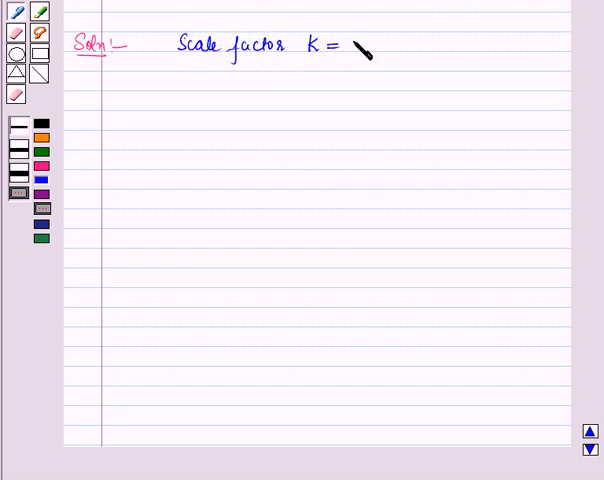 Soln :- Scale factor K =